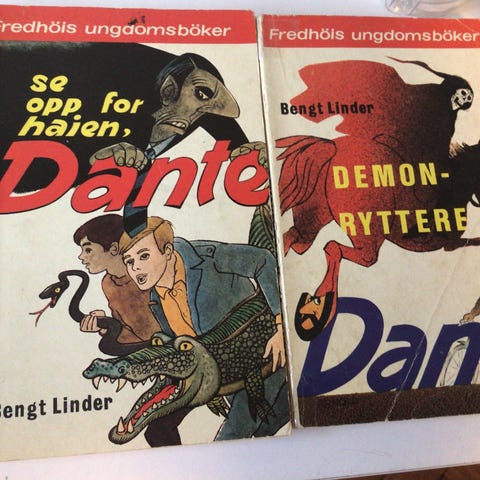 Fredhöis ungdomsböker
se
opp for
haien,
Dante
Bengt Linder
Fredhöis ungdomsböker
Bengt Linder
DEMON-
RYTTERE
Dan